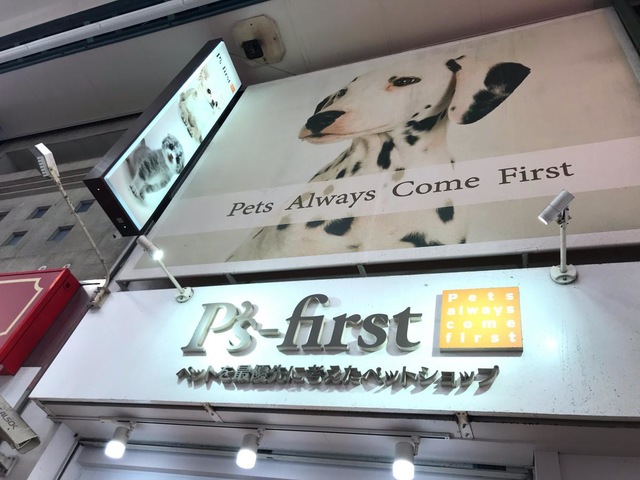 P's-first
Pets Always Come First
P's-first
Pets
always
come
first
ペットを最優先に考えたペットショップ